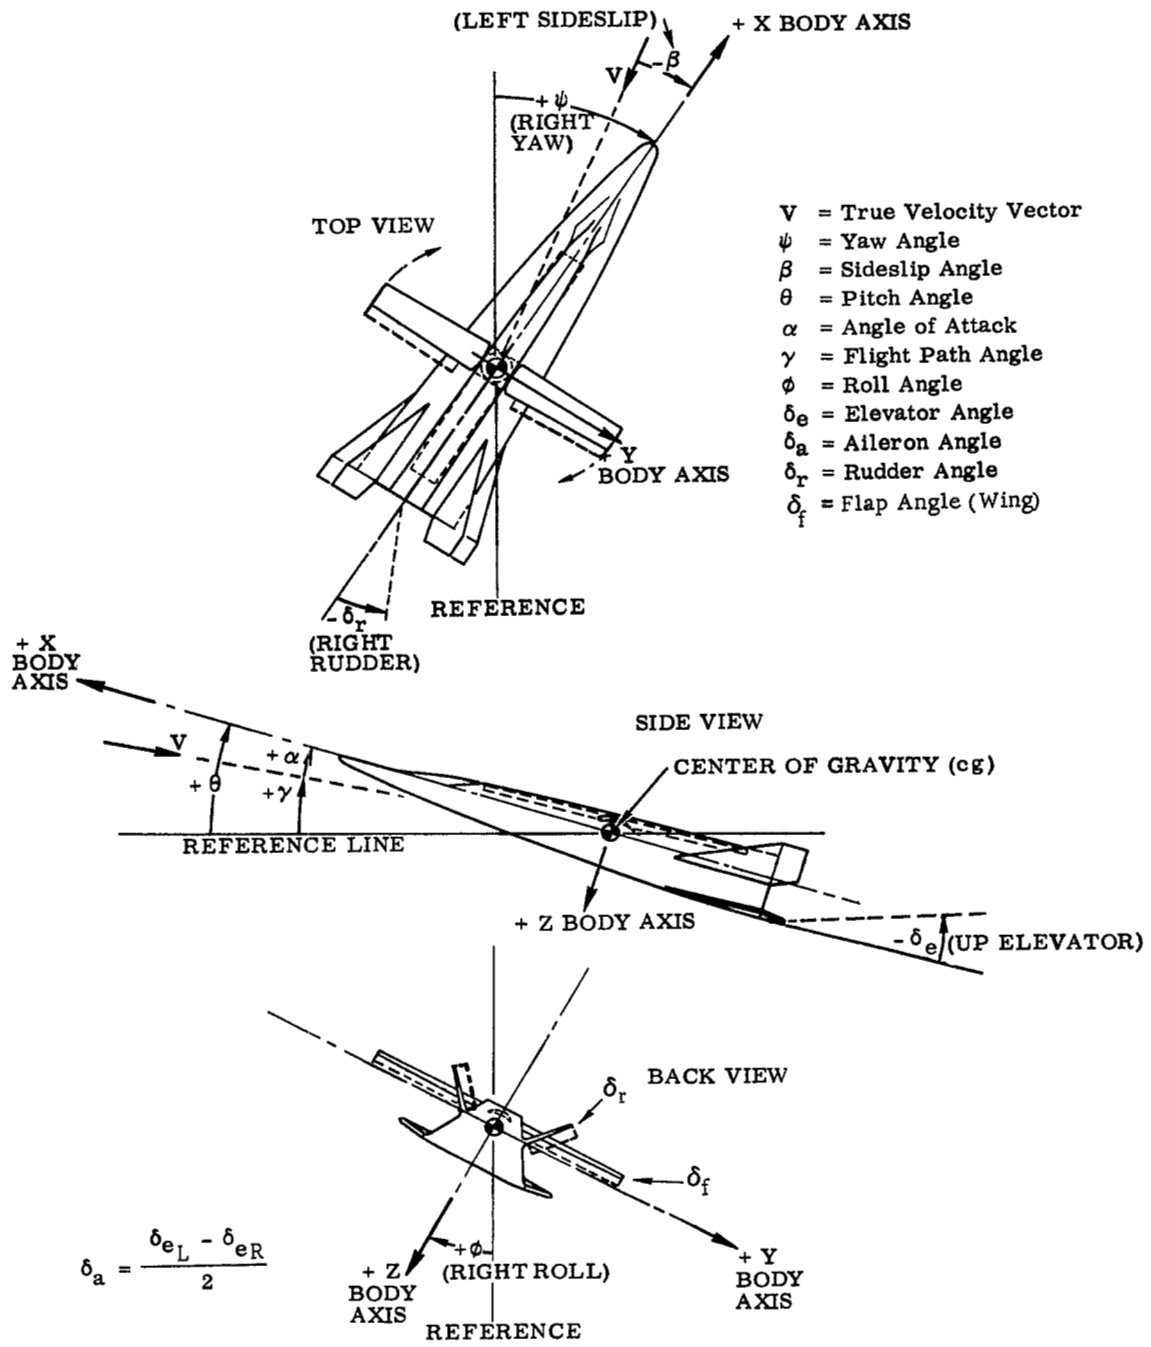 (LEFT SIDESLIP)
+ X BODY AXIS
-β
V
+ ψ
(RIGHT
YAW)
TOP VIEW
V = True Velocity Vector
ψ = Yaw Angle
β = Sideslip Angle
θ = Pitch Angle
α = Angle of Attack
γ = Flight Path Angle
ϕ = Roll Angle
δe = Elevator Angle
δa = Aileron Angle
δr = Rudder Angle
δf = Flap Angle (Wing)
+ Y
BODY AXIS
REFERENCE
-δr
(RIGHT
RUDDER)
+ X
BODY
AXIS
SIDE VIEW
V
+ α
CENTER OF GRAVITY (cg)
+ θ
+γ
REFERENCE LINE
+ Z BODY AXIS
-δe (UP ELEVATOR)
BACK VIEW
δr
δf
δa = (δeL - δeR) / 2
+ϕ
(RIGHT ROLL)
+ Z
BODY
AXIS
+ Y
BODY
AXIS
REFERENCE